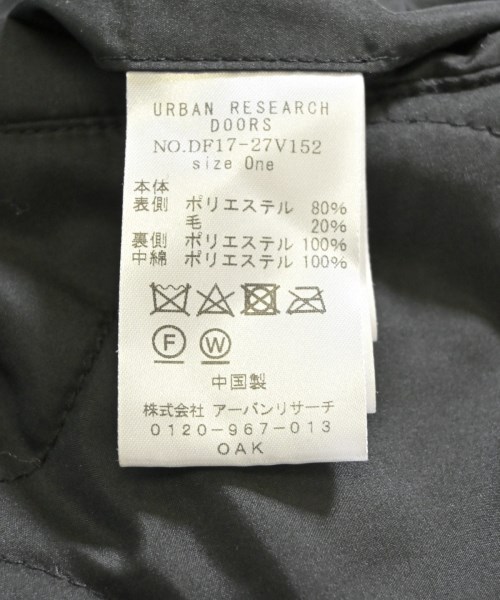 URBAN RESEARCH
DOORS
NO.DF17-27V152
size One
本体
表側 ポリエステル 80%
毛 20%
裏側 ポリエステル 100%
中綿 ポリエステル 100%
F W
中国製
株式会社 アーバンリサーチ
0120-967-013
OAK